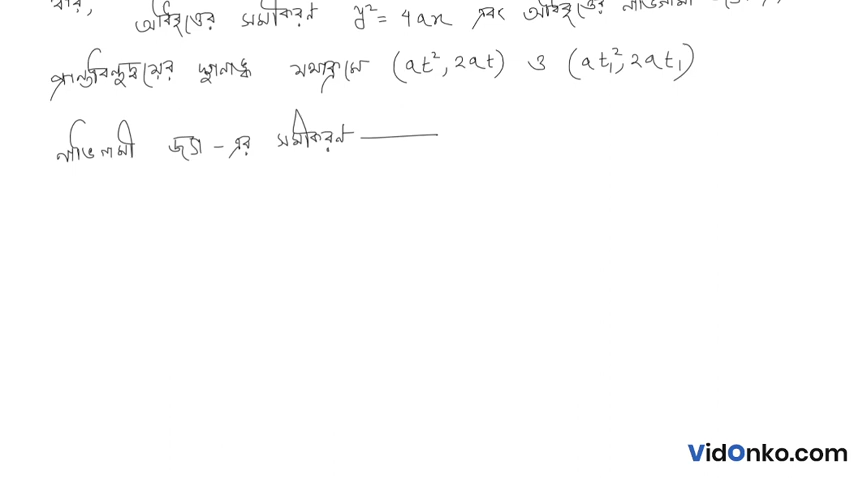 ধরি, অধিবৃত্তের সমীকরণ y² = 4ax এবং অধিবৃত্তের নাভিগামী
প্রান্তবিন্দুদ্বয়ের স্থানাঙ্ক যথাক্রমে (at², 2at) ও (at₁², 2at₁)
নাভিগামী জ্যা-এর সমীকরণ
VidOnko.com